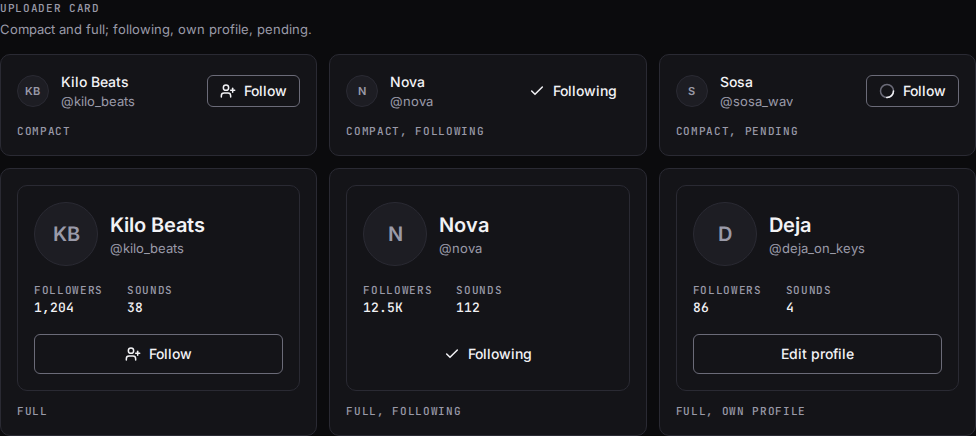 UPLOADER CARD
Compact and full; following, own profile, pending.
KB
Kilo Beats
@kilo_beats
Follow
COMPACT
N
Nova
@nova
Following
COMPACT, FOLLOWING
S
Sosa
@sosa_wav
Follow
COMPACT, PENDING
KB
Kilo Beats
@kilo_beats
FOLLOWERS SOUNDS
1,204 38
Follow
FULL
N
Nova
@nova
FOLLOWERS SOUNDS
12.5K 112
Following
FULL, FOLLOWING
D
Deja
@deja_on_keys
FOLLOWERS SOUNDS
86 4
Edit profile
FULL, OWN PROFILE